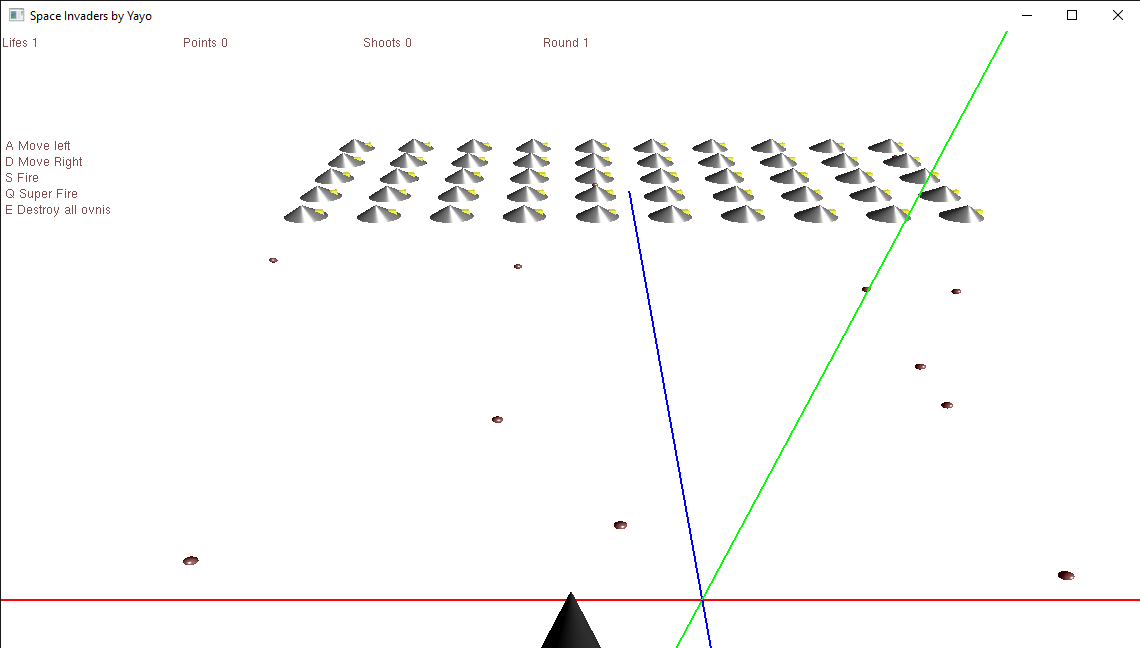 Space Invaders by Yayo
Lifes 1 Points 0 Shoots 0 Round 1
A Move left
D Move Right
S Fire
Q Super Fire
E Destroy all ovnis